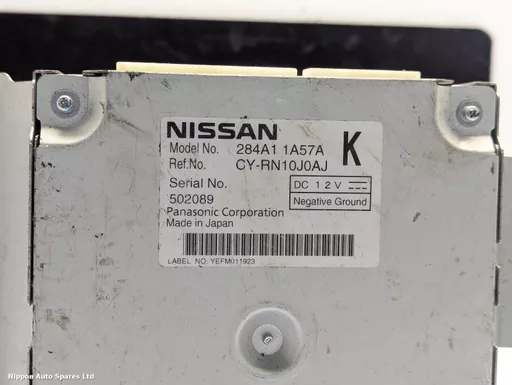 NISSAN
Model No. 284A1 1A57A K
Ref.No. CY-RN10J0AJ
Serial No. DC 12V
502089 Negative Ground
Panasonic Corporation
Made in Japan
LABEL NO. YEFM011923
Nippon Auto Spares Ltd